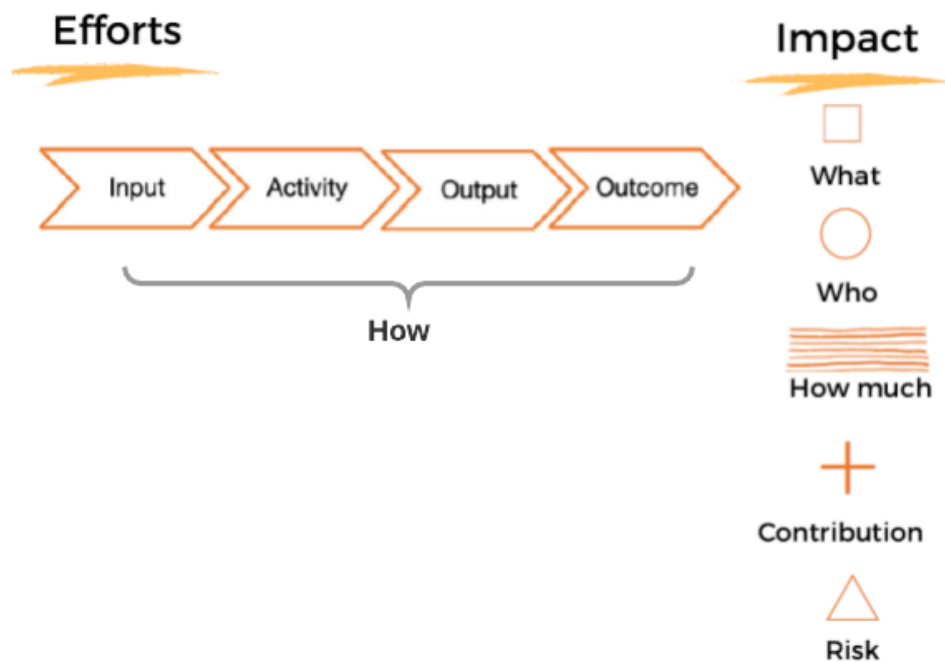 Efforts
Impact
Input
Activity
Output
Outcome
How
What
Who
How much
Contribution
Risk